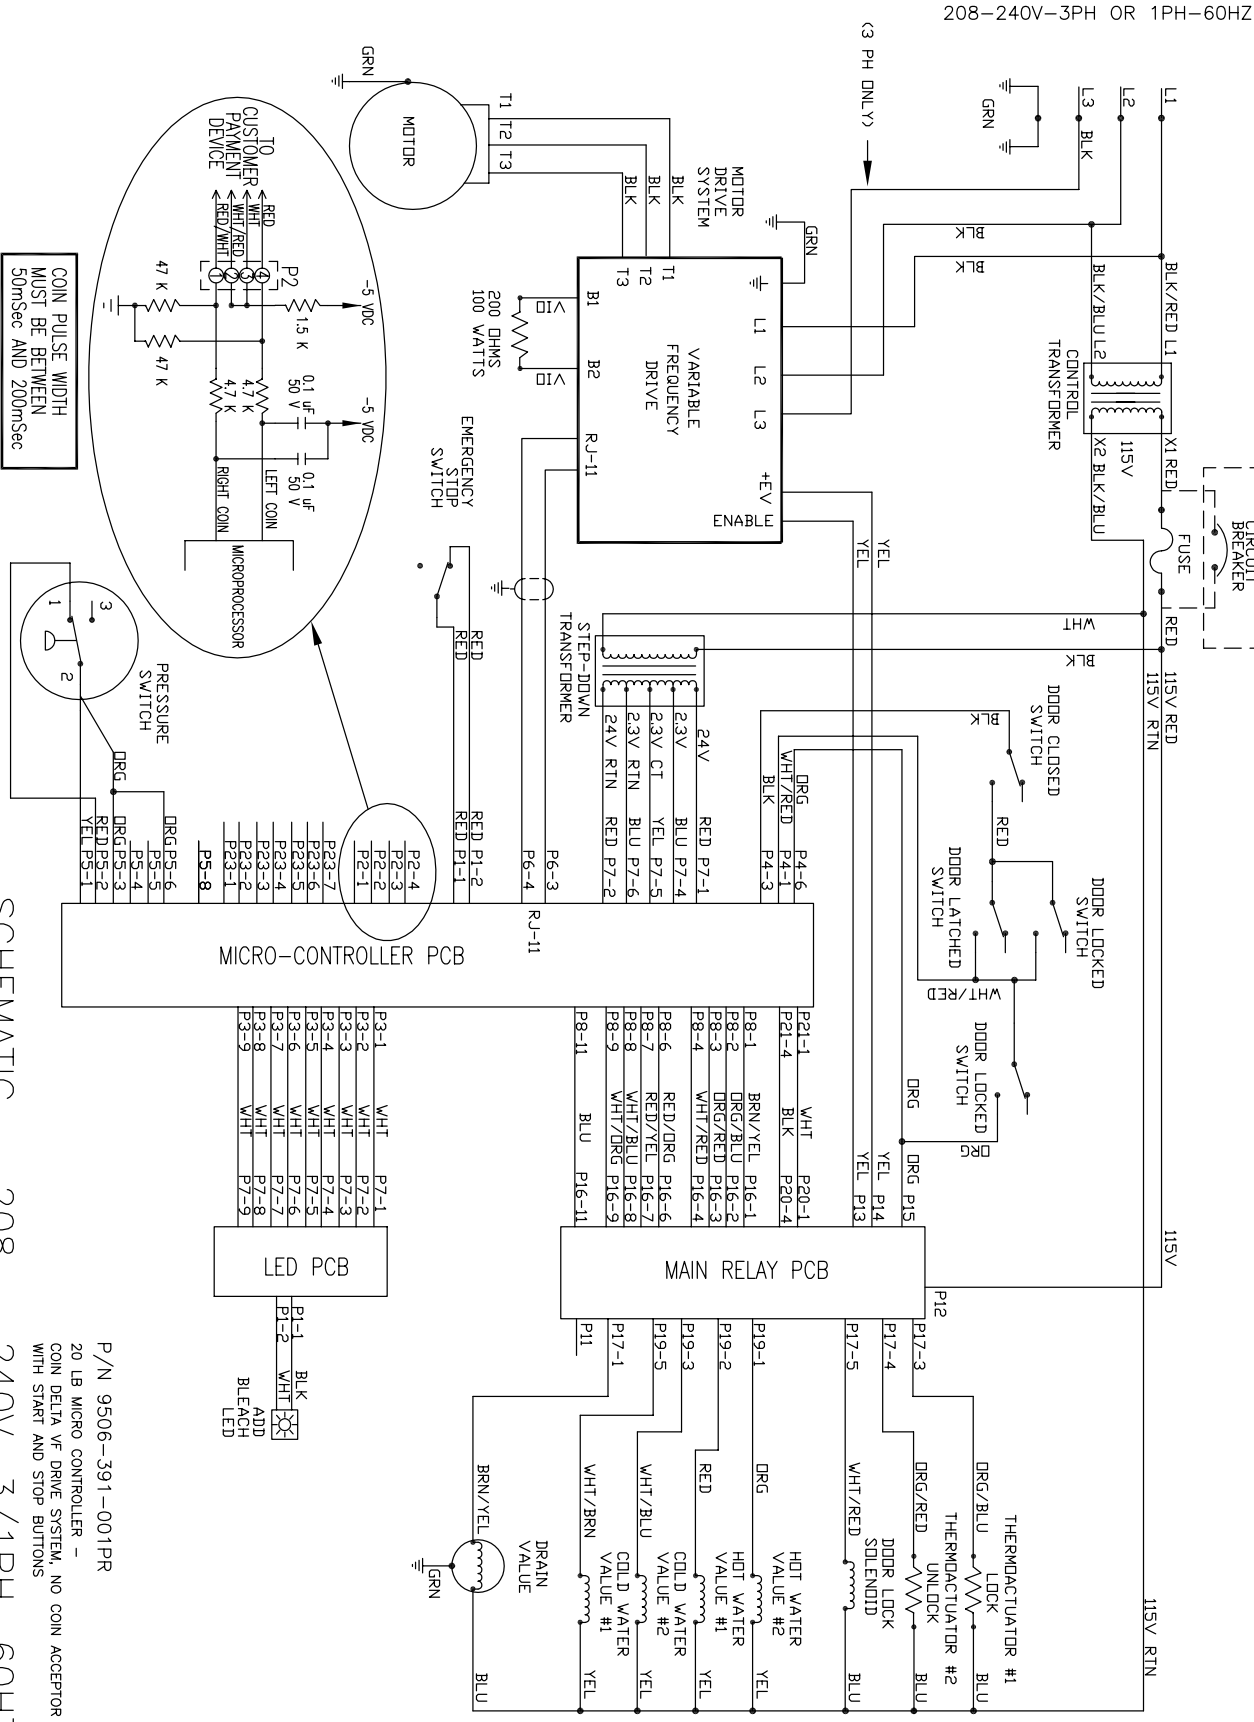 208-240V-3PH OR 1PH-60HZ
L1
L2
L3
BLK
GRN
(3 PH ONLY)
BLK
BLK
BLK/RED L1
BLK/BLU L2
CONTROL
TRANSFORMER
X1 RED
115V
X2 BLK/BLU
BREAKER
FUSE
RED
WHT
BLK
115V RED
115V RTN
115V
115V RTN
GRN
MOTOR
T1
T2
T3
BLK
BLK
BLK
MOTOR
DRIVE
SYSTEM
GRN
T1
T2
T3
L1
L2
L3
VARIABLE
FREQUENCY
DRIVE
B1
B2
VIO
VIO
200 OHMS
100 WATTS
RJ-11
+EV
ENABLE
YEL
YEL
EMERGENCY
STOP
SWITCH
RED
RED
RED P1-2
RED P1-1
STEP-DOWN
TRANSFORMER
24V
2.3V
2.3V CT
2.3V RTN
24V RTN
RED P7-1
BLU P7-4
YEL P7-5
BLU P7-6
RED P7-2
P6-3
P6-4
RJ-11
DOOR CLOSED
SWITCH
BLK
RED
DOOR LOCKED
SWITCH
DOOR LATCHED
SWITCH
WHT/RED
DOOR LOCKED
SWITCH
ORG
ORG
ORG
WHT/RED
BLK
P4-6
P4-1
P4-3
TO
CUSTOMER
PAYMENT
DEVICE
RED
WHT
WHT/RED
RED/WHT
P2
4
3
2
1
-5 VDC
1.5 K
47 K
47 K
4.7 K
4.7 K
0.1 uF
50 V
-5 VDC
0.1 uF
50 V
LEFT COIN
RIGHT COIN
MICROPROCESSOR
COIN PULSE WIDTH
MUST BE BETWEEN
50mSec AND 200mSec
3
1
2
PRESSURE
SWITCH
ORG
P2-4
P2-3
P2-2
P2-1
P23-7
P23-6
P23-5
P23-4
P23-3
P23-2
P23-1
P5-8
ORG P5-6
P5-5
P5-4
ORG P5-3
RED P5-2
YEL P5-1
MICRO-CONTROLLER PCB
P21-1 WHT P20-1
P21-4 BLK P20-4
P8-1 BRN/YEL P16-1
P8-2 ORG/BLU P16-2
P8-3 ORG/RED P16-3
P8-4 WHT/RED P16-4
P8-6 RED/ORG P16-6
P8-7 RED/YEL P16-7
P8-8 WHT/BLU P16-8
P8-9 WHT/ORG P16-9
P8-11 BLU P16-11
P3-1 WHT P7-1
P3-2 WHT P7-2
P3-3 WHT P7-3
P3-4 WHT P7-4
P3-5 WHT P7-5
P3-6 WHT P7-6
P3-7 WHT P7-7
P3-8 WHT P7-8
P3-9 WHT P7-9
ORG P15
YEL P14
YEL P13
MAIN RELAY PCB
P12
LED PCB
P1-1 BLK
P1-2 WHT
ADD
BLEACH
LED
P17-3
P17-4
P17-5
P19-1
P19-2
P19-3
P19-5
P17-1
P11
ORG/BLU
THERMOACTUATOR #1
LOCK
BLU
ORG/RED
THERMOACTUATOR #2
UNLOCK
BLU
WHT/RED
DOOR LOCK
SOLENOID
BLU
ORG
HOT WATER
VALUE #2
YEL
RED
HOT WATER
VALUE #1
YEL
WHT/BLU
COLD WATER
VALUE #2
YEL
WHT/BRN
COLD WATER
VALUE #1
YEL
BRN/YEL
DRAIN
VALUE
GRN
BLU
P/N 9506-391-001PR
20 LB MICRO CONTROLLER -
COIN DELTA VF DRIVE SYSTEM, NO COIN ACCEPTOR
WITH START AND STOP BUTTONS
SCHEMATIC 208 240V 3/1PH 60H